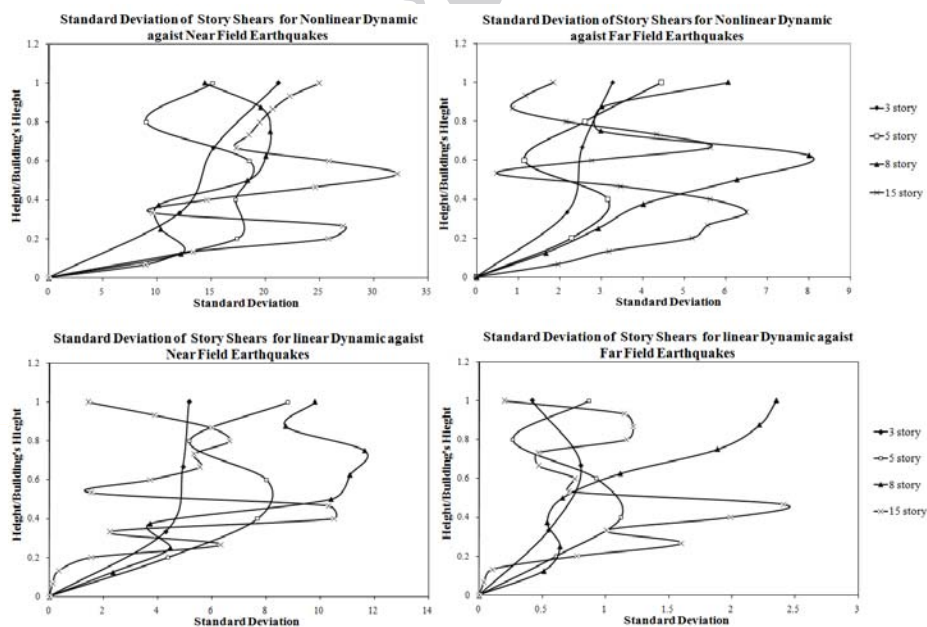 Standard Deviation of Story Shears for Nonlinear Dynamic
agaist Near Field Earthquakes
Height/Building's Hieght
1.2
1
0.8
0.6
0.4
0.2
0
0 5 10 15 20 25 30 35
Standard Deviation
Standard Deviation of Story Shears for Nonlinear Dynamic
agaist Far Field Earthquakes
Height/Building's Hieght
1.2
1
0.8
0.6
0.4
0.2
0
0 1 2 3 4 5 6 7 8 9
Standard Deviation
3 story
5 story
8 story
15 story
Standard Deviation of Story Shears for linear Dynamic agaist
Near Field Earthquakes
Height/Building's Hieght
1.2
1
0.8
0.6
0.4
0.2
0
0 2 4 6 8 10 12 14
Standard Deviation
Standard Deviation of Story Shears for linear Dynamic agaist
Far Field Earthquakes
Height/Building's Hieght
1.2
1
0.8
0.6
0.4
0.2
0
0 0.5 1 1.5 2 2.5 3
Standard Deviation
3 story
5 story
8 story
15 story